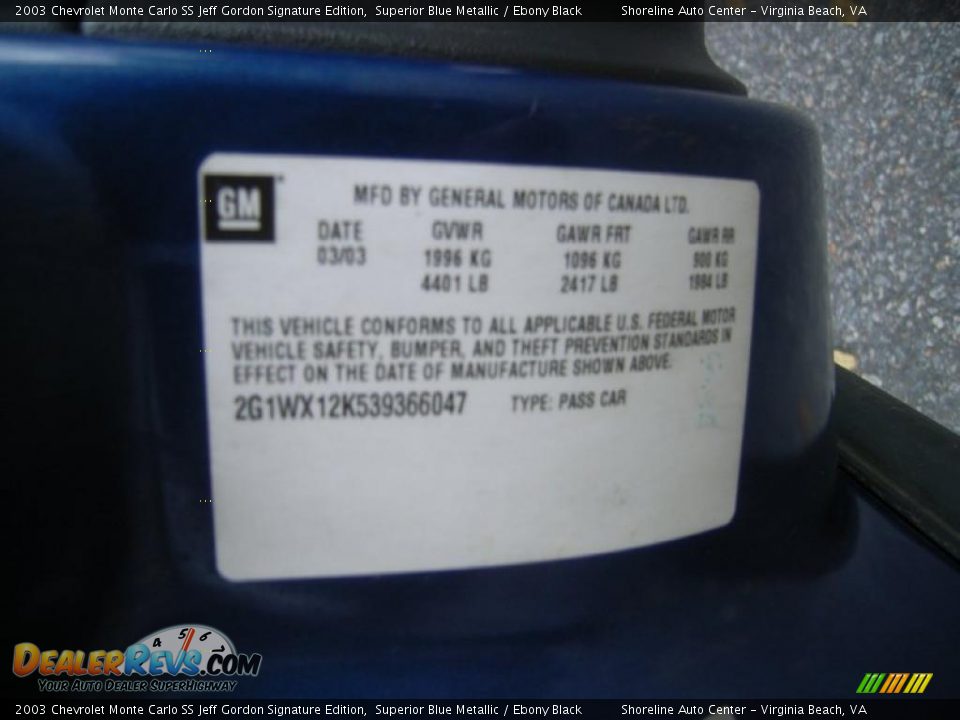 2003 Chevrolet Monte Carlo SS Jeff Gordon Signature Edition, Superior Blue Metallic / Ebony Black Shoreline Auto Center - Virginia Beach, VA
GM
MFD BY GENERAL MOTORS OF CANADA LTD.
DATE GVWR GAWR FRT GAWR RR
03/03 1996 KG 1096 KG 900 KG
4401 LB 2417 LB 1984 LB
THIS VEHICLE CONFORMS TO ALL APPLICABLE U.S. FEDERAL MOTOR
VEHICLE SAFETY, BUMPER, AND THEFT PREVENTION STANDARDS IN
EFFECT ON THE DATE OF MANUFACTURE SHOWN ABOVE.
2G1WX12K539366047 TYPE: PASS CAR
4 5 6
DEALERREVS.COM
YOUR AUTO DEALER SUPERHIGHWAY
2003 Chevrolet Monte Carlo SS Jeff Gordon Signature Edition, Superior Blue Metallic / Ebony Black Shoreline Auto Center - Virginia Beach, VA